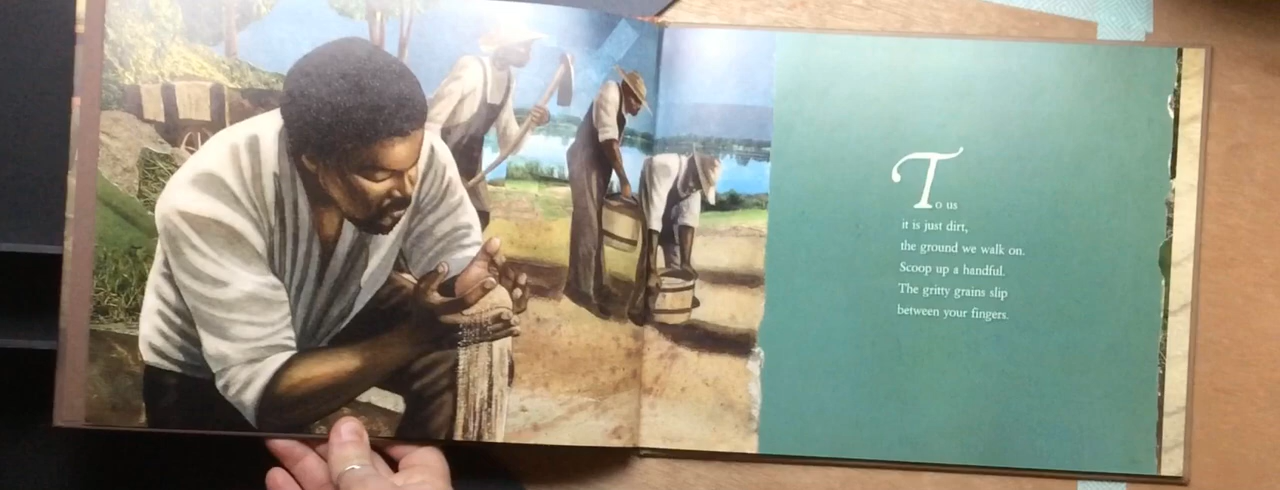 To us
it is just dirt,
the ground we walk on.
Scoop up a handful.
The gritty grains slip
between your fingers.